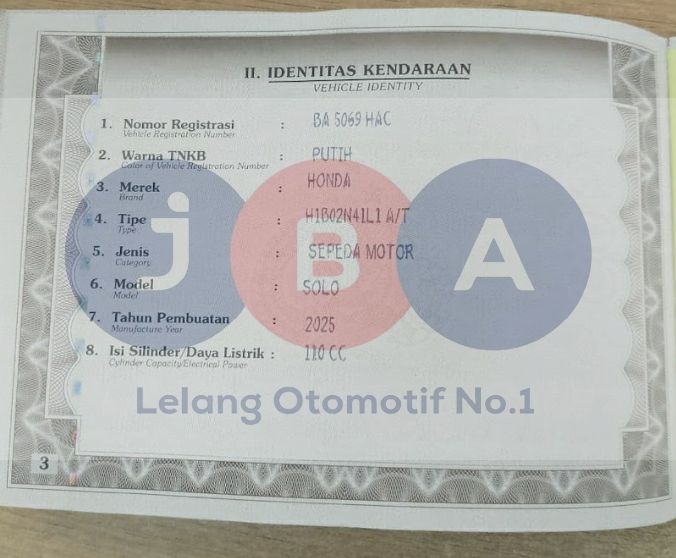 II. IDENTITAS KENDARAAN
VEHICLE IDENTITY
1. Nomor Registrasi : BA 5069 HAC
Vehicle Registration Number
2. Warna TNKB : PUTIH
Color of Vehicle Registration Number
3. Merek : HONDA
Brand
4. Tipe : H1B02N41L1 A/T
Type
5. Jenis : SEPEDA MOTOR
Category
6. Model : SOLO
Model
7. Tahun Pembuatan : 2025
Manufacture Year
8. Isi Silinder/Daya Listrik : 110 CC
Cylinder Capacity/Electrical Power
J B A
Lelang Otomotif No.1
3